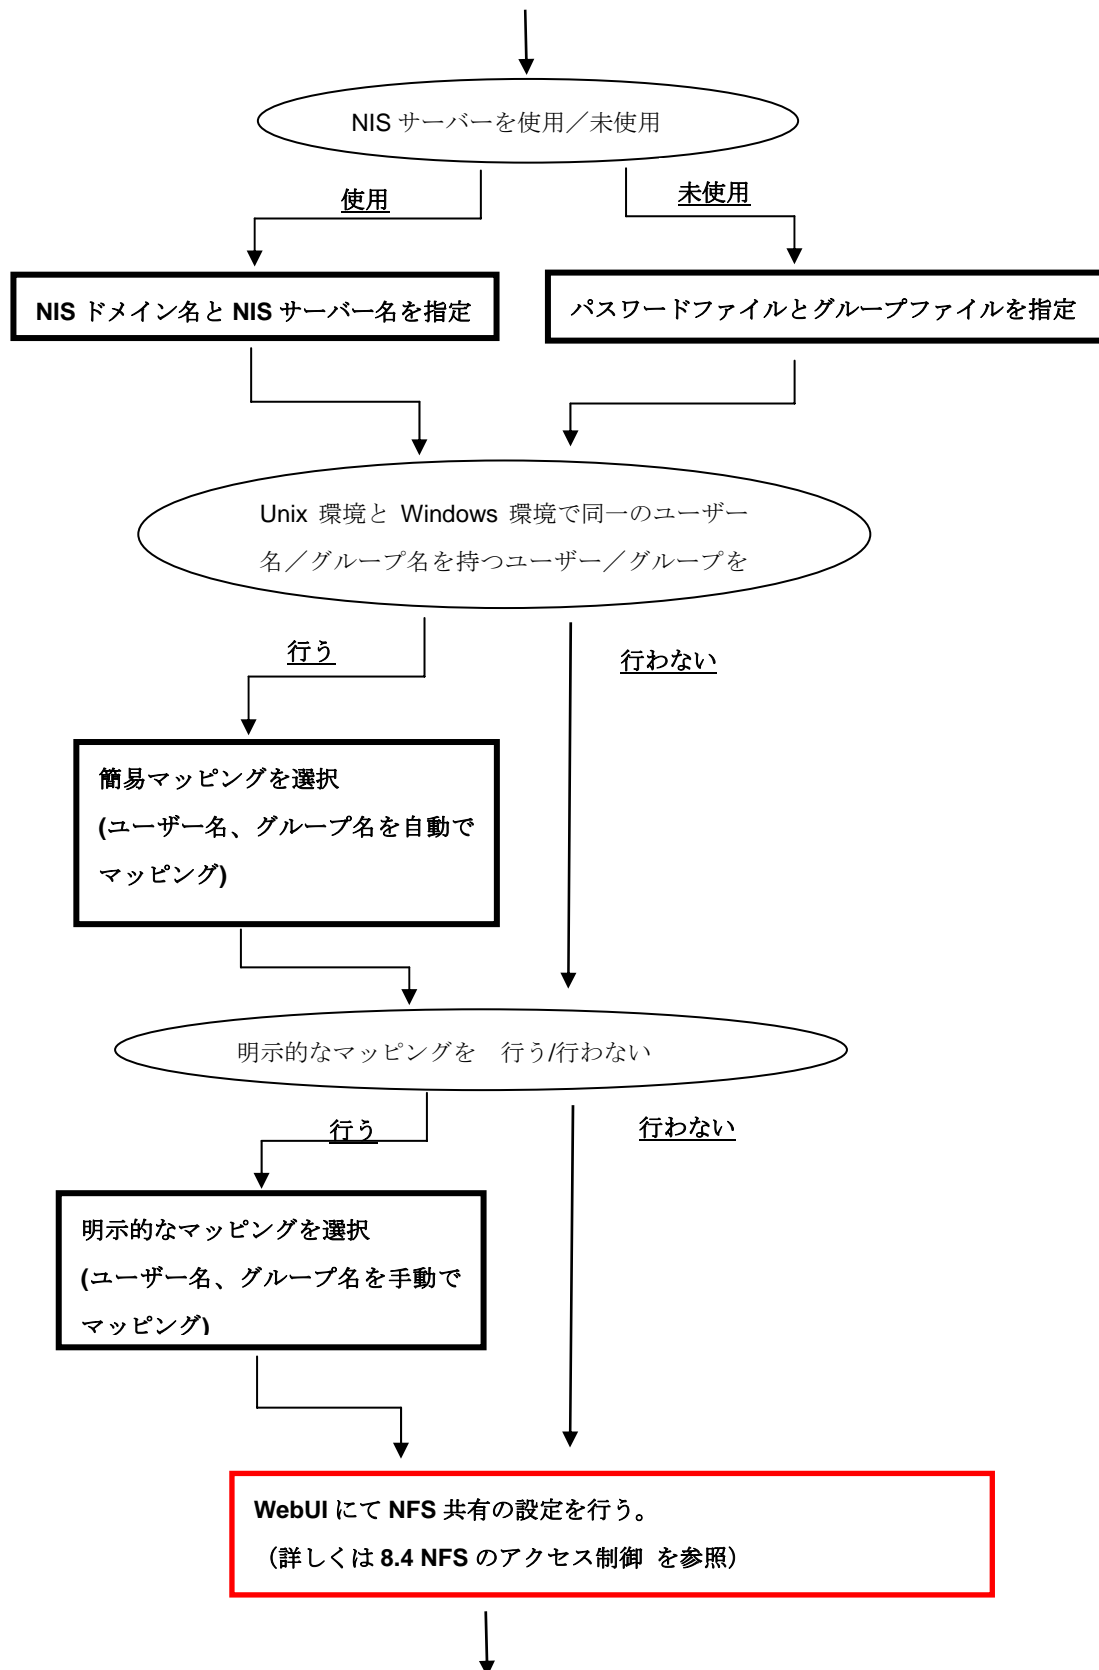 NIS サーバーを使用／未使用
使用
未使用
NIS ドメイン名と NIS サーバー名を指定
パスワードファイルとグループファイルを指定
Unix 環境と Windows 環境で同一のユーザー
名／グループ名を持つユーザー／グループを
行う
行わない
簡易マッピングを選択
(ユーザー名、グループ名を自動で
マッピング)
明示的なマッピングを　行う/行わない
行う
行わない
明示的なマッピングを選択
(ユーザー名、グループ名を手動で
マッピング)
WebUI にて NFS 共有の設定を行う。
（詳しくは 8.4 NFS のアクセス制御 を参照）